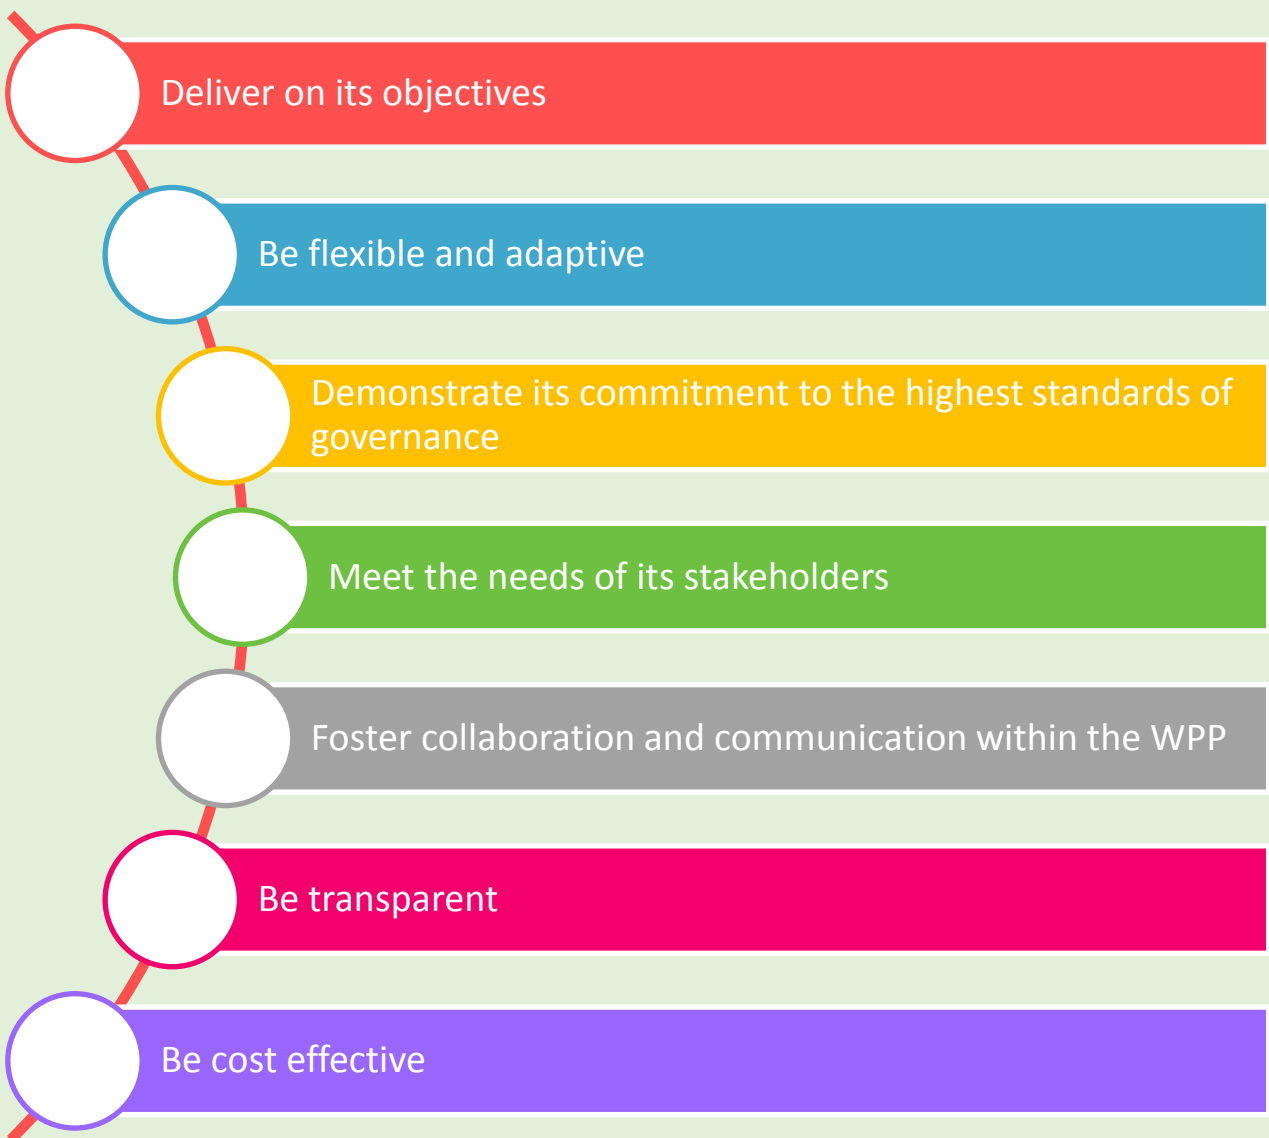 Deliver on its objectives
Be flexible and adaptive
Demonstrate its commitment to the highest standards of
governance
Meet the needs of its stakeholders
Foster collaboration and communication within the WPP
Be transparent
Be cost effective